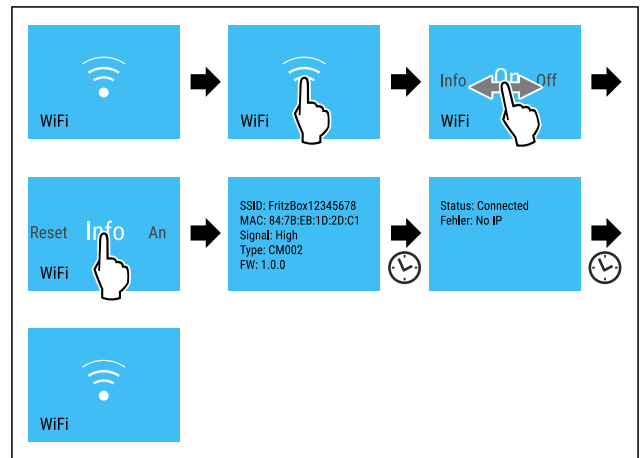 WiFi
WiFi
Info On Off
WiFi
Reset Info An
WiFi
SSID: FritzBox12345678
MAC: 84:7B:EB:1D:2D:C1
Signal: High
Type: CM002
FW: 1.0.0
Status: Connected
Fehler: No IP
WiFi